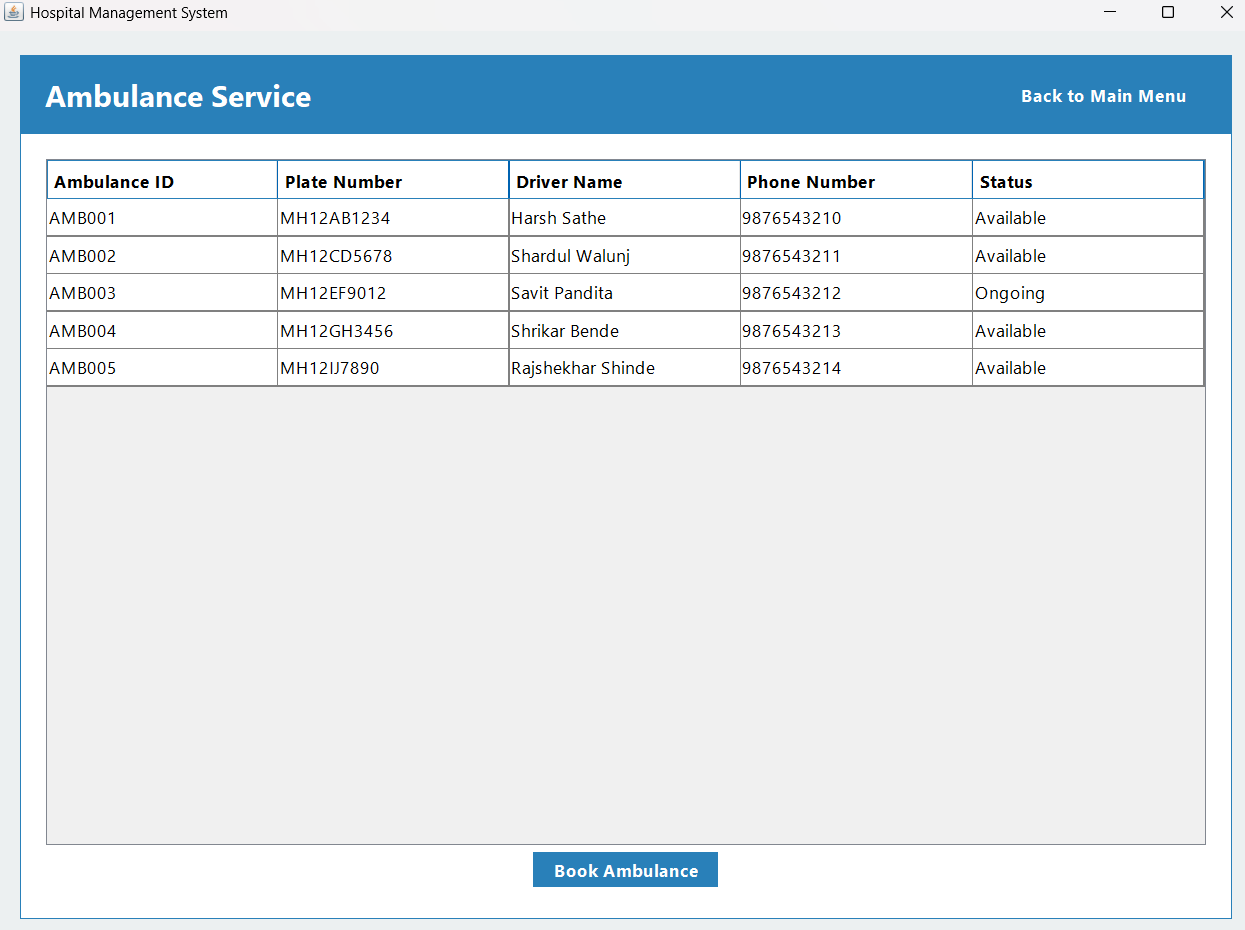 Hospital Management System
Ambulance Service
Back to Main Menu
Ambulance ID Plate Number Driver Name Phone Number Status
AMB001 MH12AB1234 Harsh Sathe 9876543210 Available
AMB002 MH12CD5678 Shardul Walunj 9876543211 Available
AMB003 MH12EF9012 Savit Pandita 9876543212 Ongoing
AMB004 MH12GH3456 Shrikar Bende 9876543213 Available
AMB005 MH12IJ7890 Rajshekhar Shinde 9876543214 Available
Book Ambulance